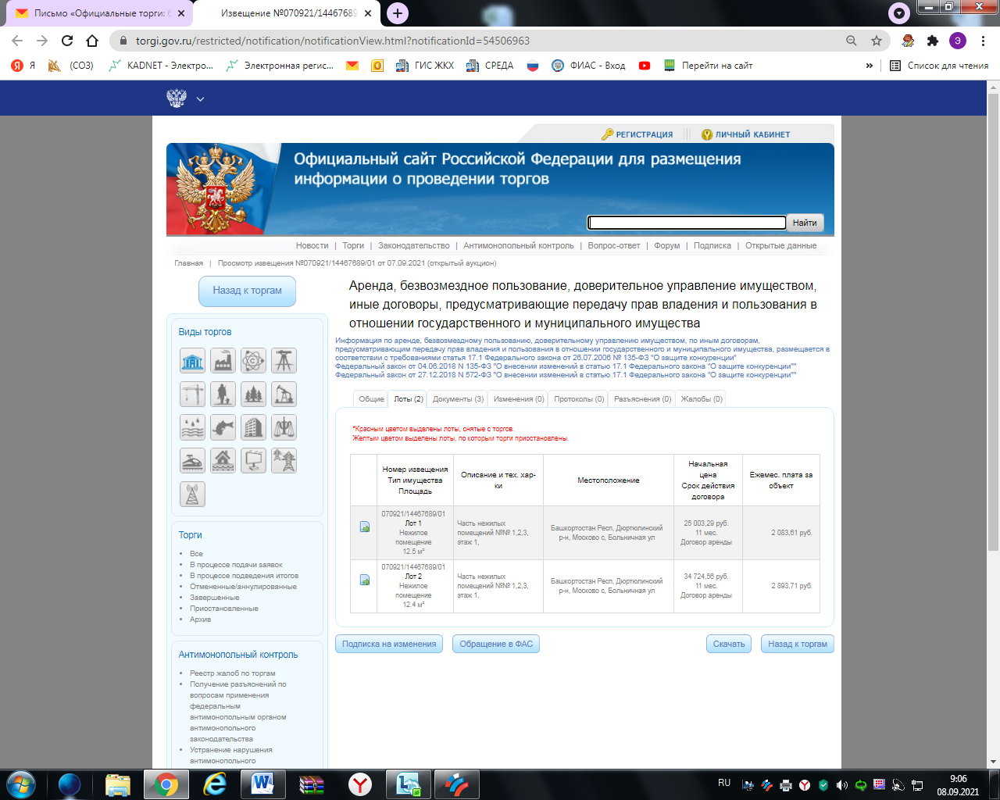 Письмо «Официальные торги: б
Извещение №070921/14467689
torgi.gov.ru/restricted/notification/notificationView.html?notificationId=54506963
Э
Я
(СОЗ)
KADNET - Электро...
Электронная регис...
ГИС ЖКХ
СРЕДА
ФИАС - Вход
Перейти на сайт
»
Список для чтения
РЕГИСТРАЦИЯ
ЛИЧНЫЙ КАБИНЕТ
Официальный сайт Российской Федерации для размещения
информации о проведении торгов
Найти
Новости | Торги | Законодательство | Антимонопольный контроль | Вопрос-ответ | Форум | Подписка | Открытые данные
Главная | Просмотр извещения №070921/14467689/01 от 07.09.2021 (открытый аукцион)
Назад к торгам
Аренда, безвозмездное пользование, доверительное управление имуществом,
иные договоры, предусматривающие передачу прав владения и пользования в
отношении государственного и муниципального имущества
Информация по аренде, безвозмездному пользованию, доверительному управлению имуществом, по иным договорам,
предусматривающим передачу прав владения и пользования в отношении государственного и муниципального имущества, размещается в
соответствии с требованиями статья 17.1 Федерального закона от 26.07.2006 № 135-ФЗ "О защите конкуренции"
Федеральный закон от 04.06.2018 N 135-ФЗ "О внесении изменений в статью 17.1 Федерального закона "О защите конкуренции""
Федеральный закон от 27.12.2018 N 572-ФЗ "О внесении изменений в статью 17.1 Федерального закона "О защите конкуренции""
Виды торгов
Общие
Лоты (2)
Документы (3)
Изменения (0)
Протоколы (0)
Разъяснения (0)
Жалобы (0)
*Красным цветом выделены лоты, снятые с торгов.
Желтым цветом выделены лоты, по которым торги приостановлены.
Номер извещения
Тип имущества
Площадь
Описание и тех. хар-
ки
Местоположение
Начальная
цена
Срок действия
договора
Ежемес. плата за
объект
070921/14467689/01
Лот 1
Нежилое
помещение
12.5 м²
Часть нежилых
помещений №№ 1,2,3,
этаж 1,
Башкортостан Респ, Дюртюлинский
р-н, Москово с, Больничная ул
25 003,29 руб.
11 мес.
Договор аренды
2 083,61 руб.
070921/14467689/01
Лот 2
Нежилое
помещение
12.4 м²
Часть нежилых
помещений №№ 1,2,3,
этаж 1,
Башкортостан Респ, Дюртюлинский
р-н, Москово с, Больничная ул
34 724,56 руб.
11 мес.
Договор аренды
2 893,71 руб.
Подписка на изменения
Обращение в ФАС
Скачать
Назад к торгам
Торги
Все
В процессе подачи заявок
В процессе подведения итогов
Отмененные/аннулированные
Завершенные
Приостановленные
Архив
Антимонопольный контроль
Реестр жалоб по торгам
Получение разъяснений по
вопросам применения
федеральным
антимонопольным органом
антимонопольного
законодательства
Устранение нарушения
антимонопольного
RU
9:06
08.09.2021